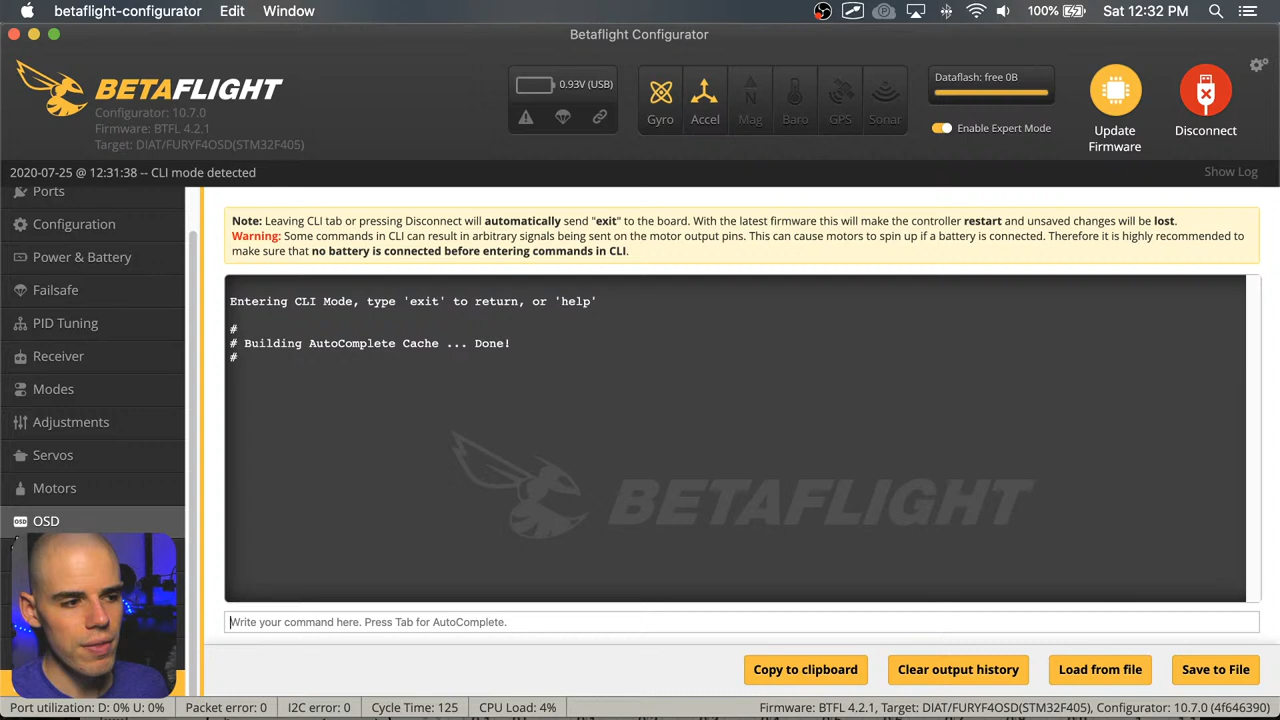 betaflight-configurator Edit Window
100% Sat 12:32 PM
Betaflight Configurator
BETAFLIGHT
Configurator: 10.7.0
Firmware: BTFL 4.2.1
Target: DIAT/FURYF4OSD(STM32F405)
0.93V (USB)
Gyro Accel Mag Baro GPS Sonar
Dataflash: free 0B
Enable Expert Mode
Update
Firmware
Disconnect
2020-07-25 @ 12:31:38 -- CLI mode detected
Show Log
Ports
Configuration
Power & Battery
Failsafe
PID Tuning
Receiver
Modes
Adjustments
Servos
Motors
OSD OSD
Note: Leaving CLI tab or pressing Disconnect will automatically send "exit" to the board. With the latest firmware this will make the controller restart and unsaved changes will be lost.
Warning: Some commands in CLI can result in arbitrary signals being sent on the motor output pins. This can cause motors to spin up if a battery is connected. Therefore it is highly recommended to
make sure that no battery is connected before entering commands in CLI.
Entering CLI Mode, type 'exit' to return, or 'help'
#
# Building AutoComplete Cache ... Done!
#
BETAFLIGHT
Write your command here. Press Tab for AutoComplete.
Copy to clipboard
Clear output history
Load from file
Save to File
Port utilization: D: 0% U: 0%
Packet error: 0
I2C error: 0
Cycle Time: 125
CPU Load: 4%
Firmware: BTFL 4.2.1, Target: DIAT/FURYF4OSD(STM32F405), Configurator: 10.7.0 (4f646390)